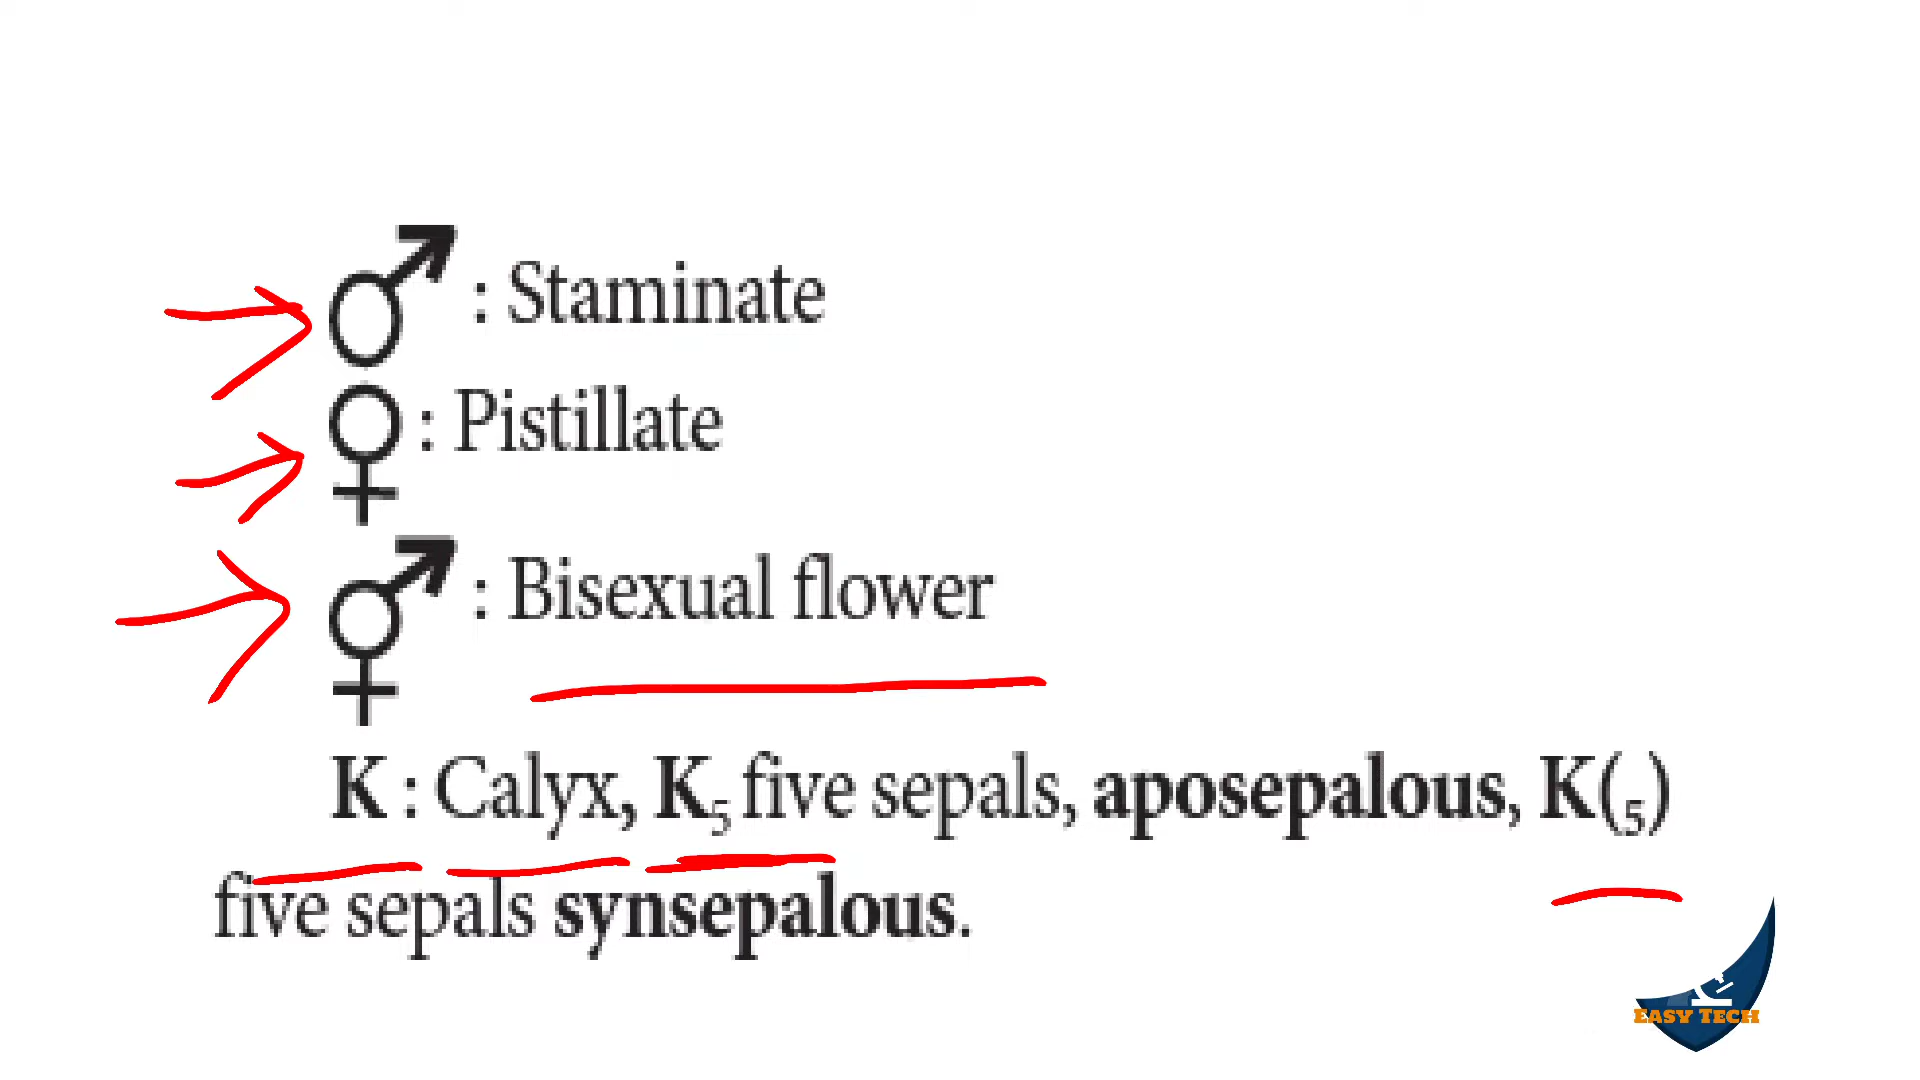 ♂ : Staminate
♀ : Pistillate
⚥ : Bisexual flower
K : Calyx, K₅ five sepals, aposepalous, K(₅)
five sepals synsepalous.
EASY TECH